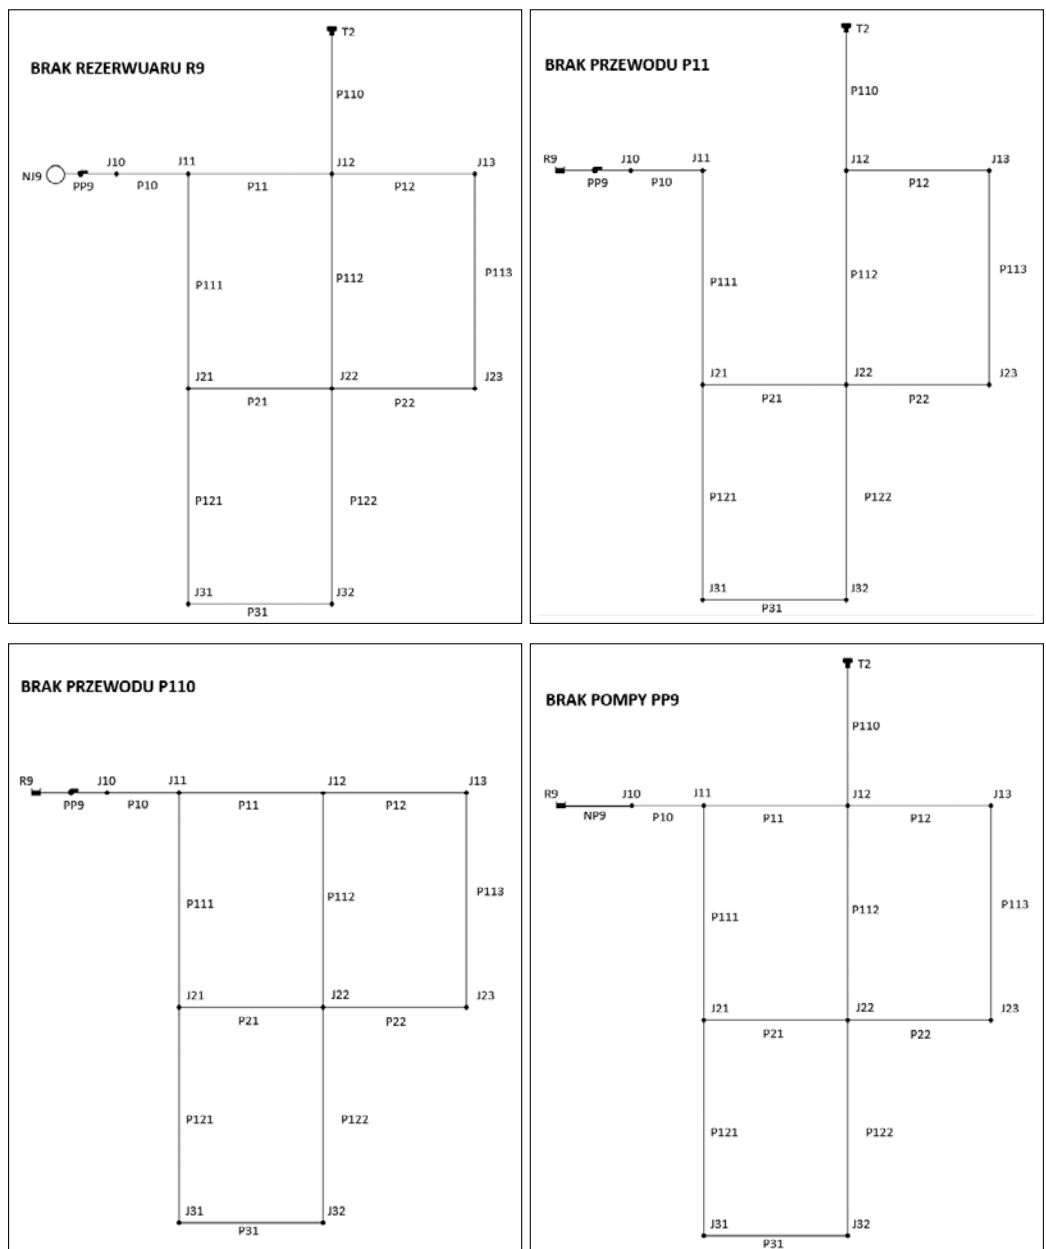 BRAK REZERWUARU R9
T2
P110
NJ9
PP9
J10
P10
J11
P11
J12
P12
J13
P111
P112
P113
J21
P21
J22
P22
J23
P121
P122
J31
P31
J32
BRAK PRZEWODU P11
T2
P110
R9
PP9
J10
P10
J11
J12
P12
J13
P111
P112
P113
J21
P21
J22
P22
J23
P121
P122
J31
P31
J32
BRAK PRZEWODU P110
R9
PP9
J10
P10
J11
P11
J12
P12
J13
P111
P112
P113
J21
P21
J22
P22
J23
P121
P122
J31
P31
J32
BRAK POMPY PP9
T2
P110
R9
NP9
J10
P10
J11
P11
J12
P12
J13
P111
P112
P113
J21
P21
J22
P22
J23
P121
P122
J31
P31
J32